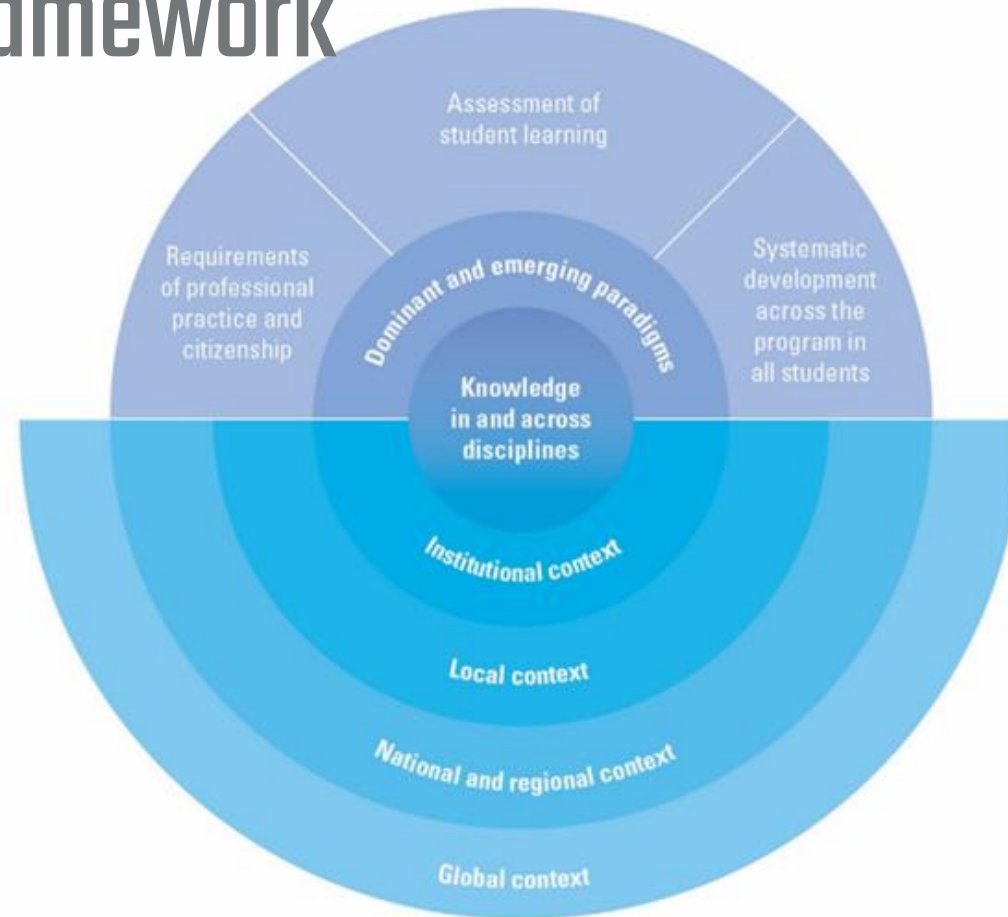 amework
Assessment of
student learning
Requirements
of professional
practice and
citizenship
Systematic
development
across the
program in
all students
Dominant and emerging paradigms
Knowledge
in and across
disciplines
Institutional context
Local context
National and regional context
Global context